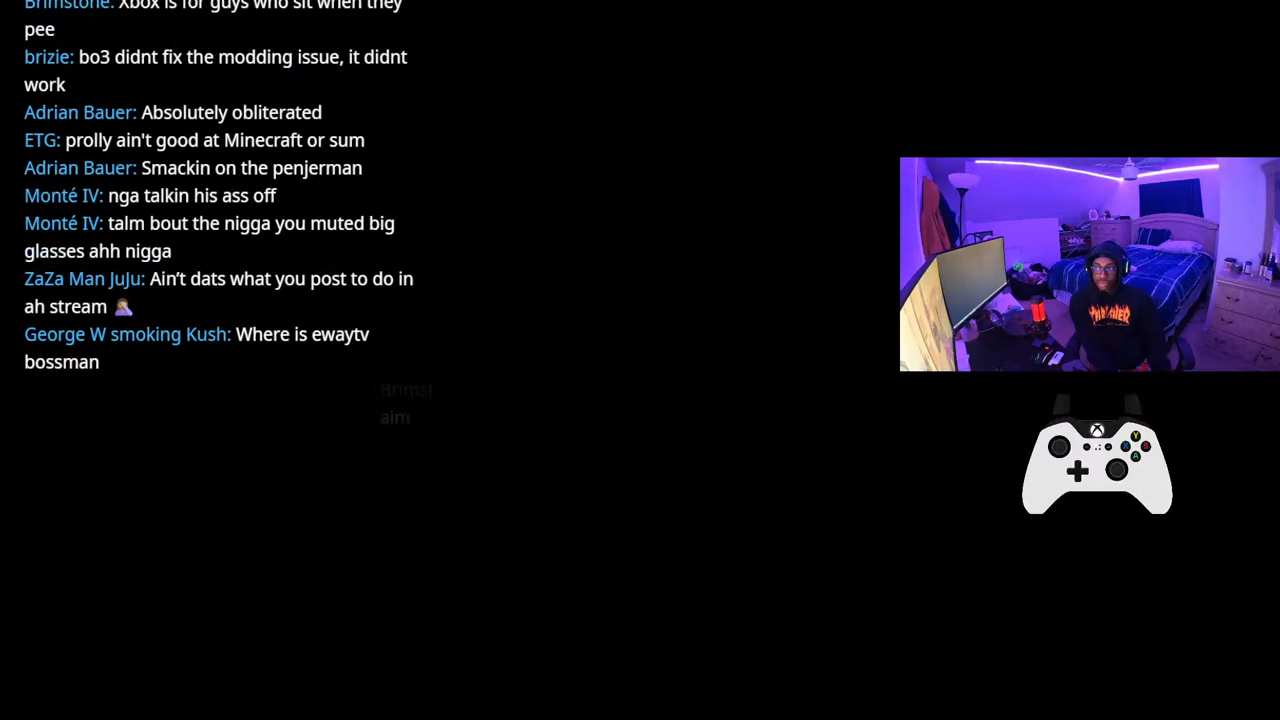 Brimstone: Xbox is for guys who sit when they
pee
brizie: bo3 didnt fix the modding issue, it didnt
work
Adrian Bauer: Absolutely obliterated
ETG: prolly ain't good at Minecraft or sum
Adrian Bauer: Smackin on the penjerman
Monté IV: nga talkin his ass off
Monté IV: talm bout the nigga you muted big
glasses ahh nigga
ZaZa Man JuJu: Ain’t dats what you post to do in
ah stream 🤦🏽‍♂️
George W smoking Kush: Where is ewaytv
bossman
Brimst
aim
THRASHER
Y
X
B
A